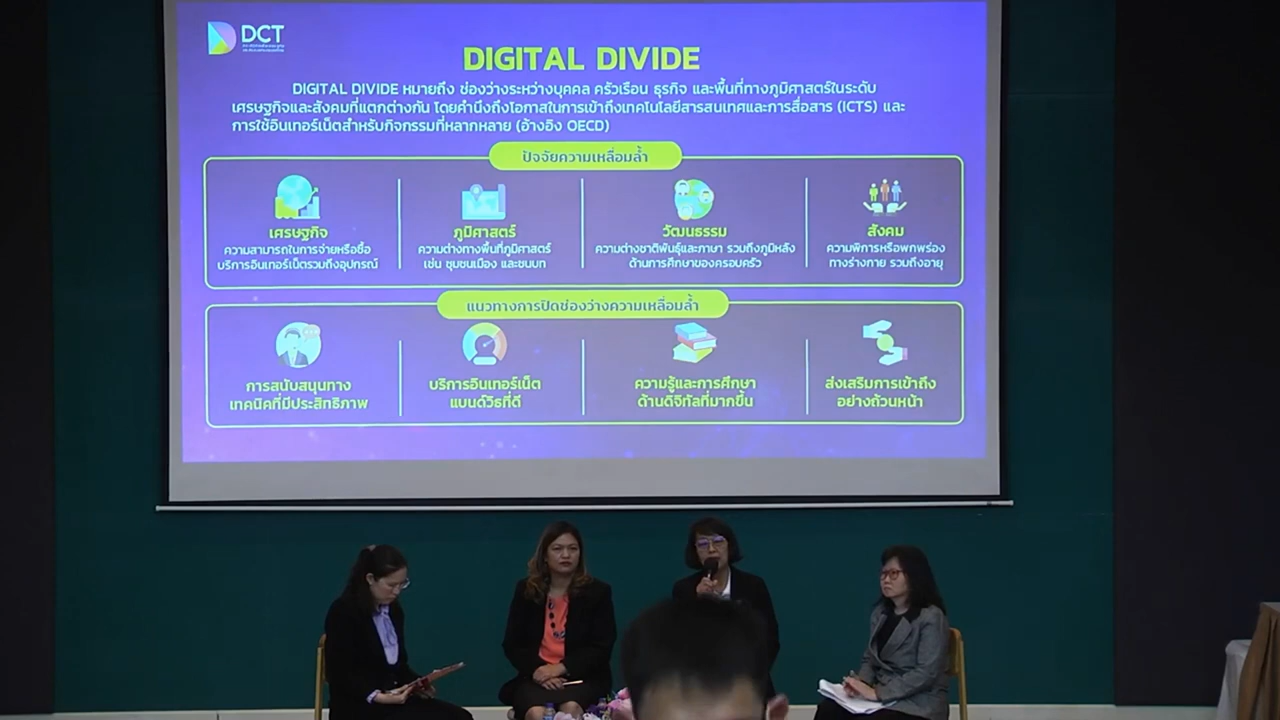 DCT
DIGITAL DIVIDE
DIGITAL DIVIDE หมายถึง ช่องว่างระหว่างบุคคล ครัวเรือน ธุรกิจ และพื้นที่ทางภูมิศาสตร์ในระดับ
เศรษฐกิจและสังคมที่แตกต่างกัน โดยคำนึงถึงโอกาสในการเข้าถึงเทคโนโลยีสารสนเทศและการสื่อสาร (ICTS) และ
การใช้อินเทอร์เน็ตสำหรับกิจกรรมที่หลากหลาย (อ้างอิง OECD)
ปัจจัยความเหลื่อมล้ำ
เศรษฐกิจ
ความสามารถในการจ่ายหรือซื้อ
บริการอินเทอร์เน็ตรวมถึงอุปกรณ์
ภูมิศาสตร์
ความต่างทางพื้นที่ภูมิศาสตร์
เช่น ชุมชนเมือง และชนบท
วัฒนธรรม
ความต่างชาติพันธุ์และภาษา รวมถึงภูมิหลัง
ด้านการศึกษาของครอบครัว
สังคม
ความพิการหรือพกพร่อง
ทางร่างกาย รวมถึงอายุ
แนวทางการปิดช่องว่างความเหลื่อมล้ำ
การสนับสนุนทาง
เทคนิคที่มีประสิทธิภาพ
บริการอินเทอร์เน็ต
แบนด์วิธที่ดี
ความรู้และการศึกษา
ด้านดิจิทัลที่มากขึ้น
ส่งเสริมการเข้าถึง
อย่างถ้วนหน้า